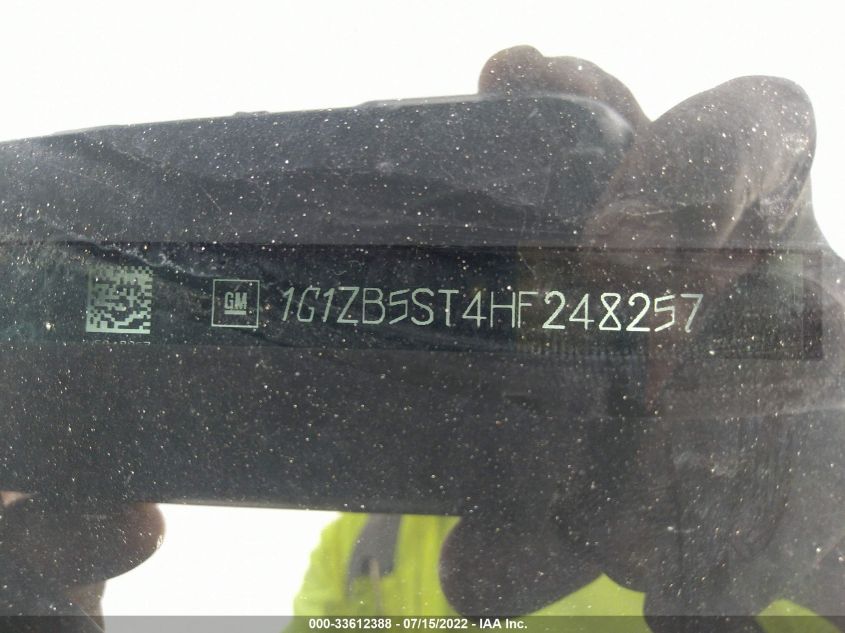 GM 1G1ZB5ST4HF248257
000-33612388 - 07/15/2022 - IAA Inc.